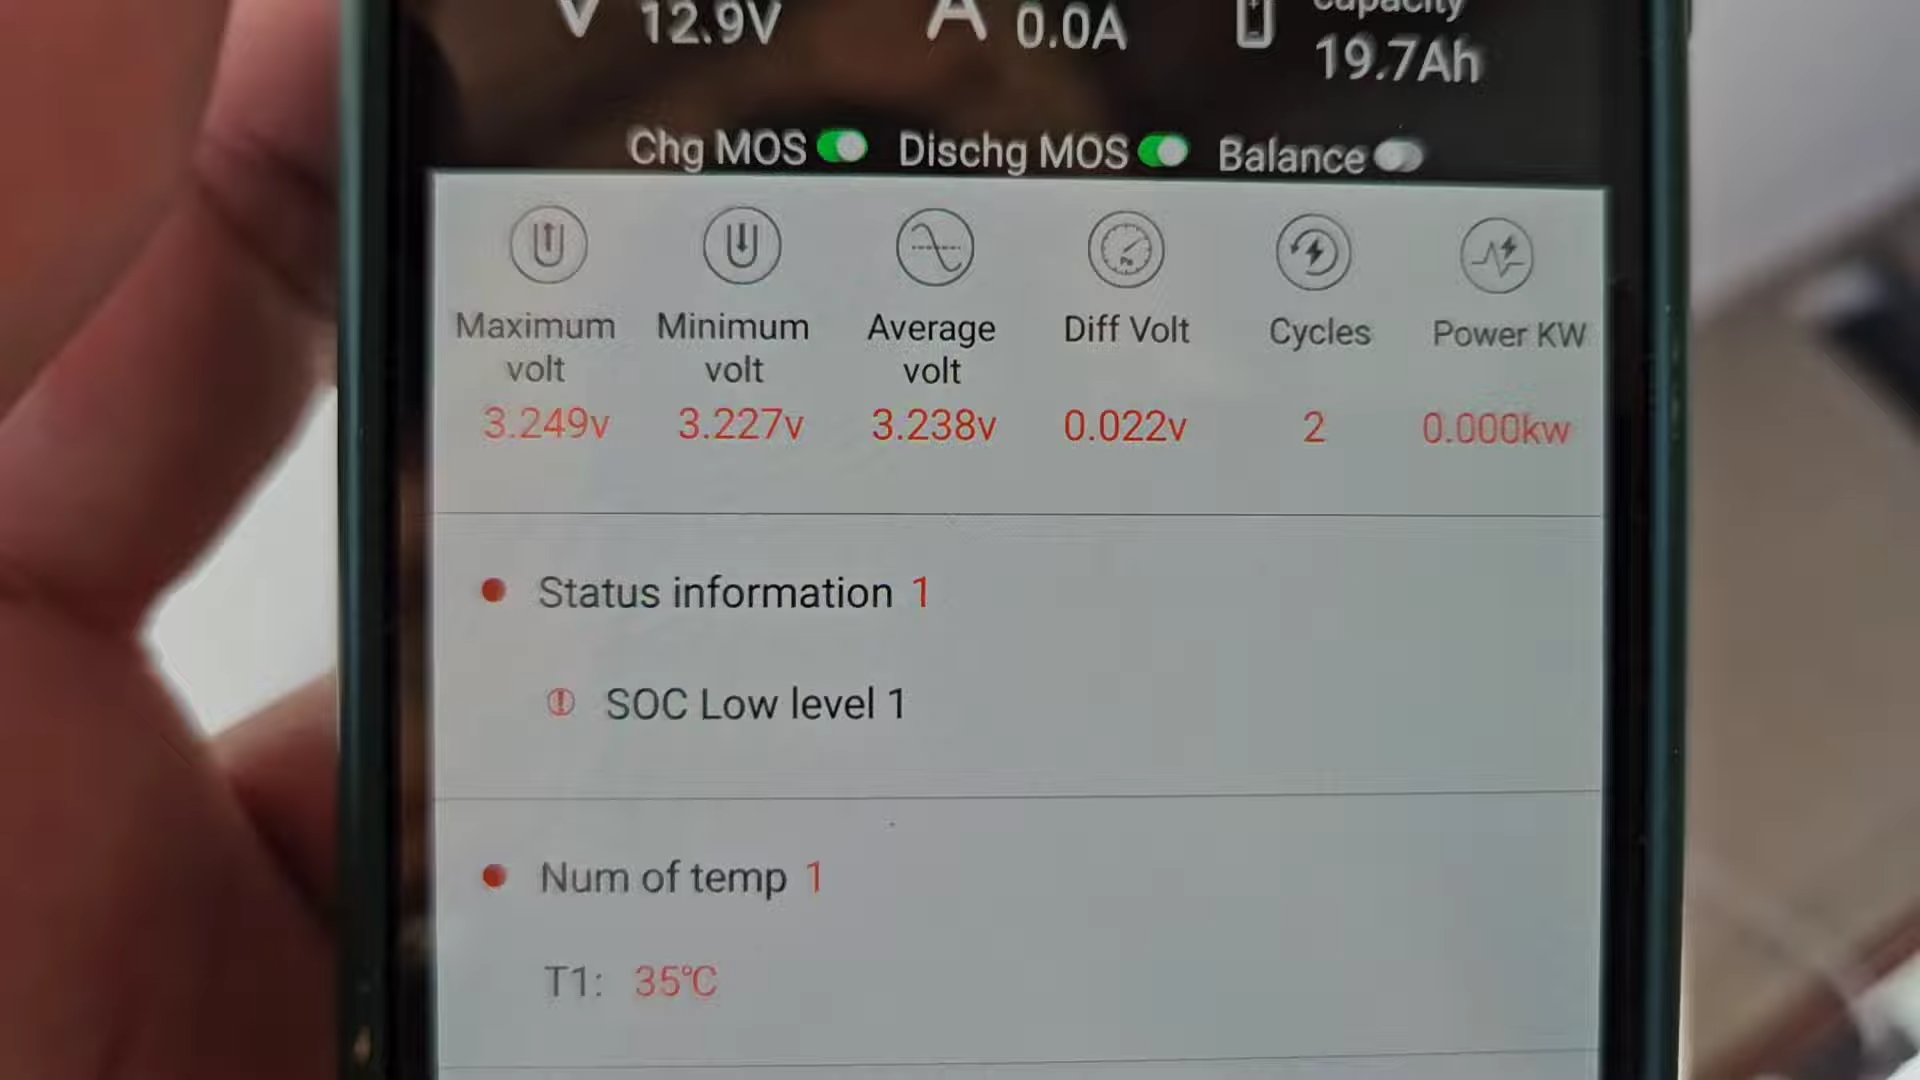 12.9V 0.0A capacity
19.7Ah
Chg MOS Dischg MOS Balance
Maximum volt Minimum volt Average volt Diff Volt Cycles Power KW
3.249v 3.227v 3.238v 0.022v 2 0.000kw
Status information 1
SOC Low level 1
Num of temp 1
T1: 35℃